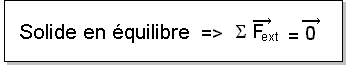 Solide en équilibre => Σ F⃗ext = 0⃗